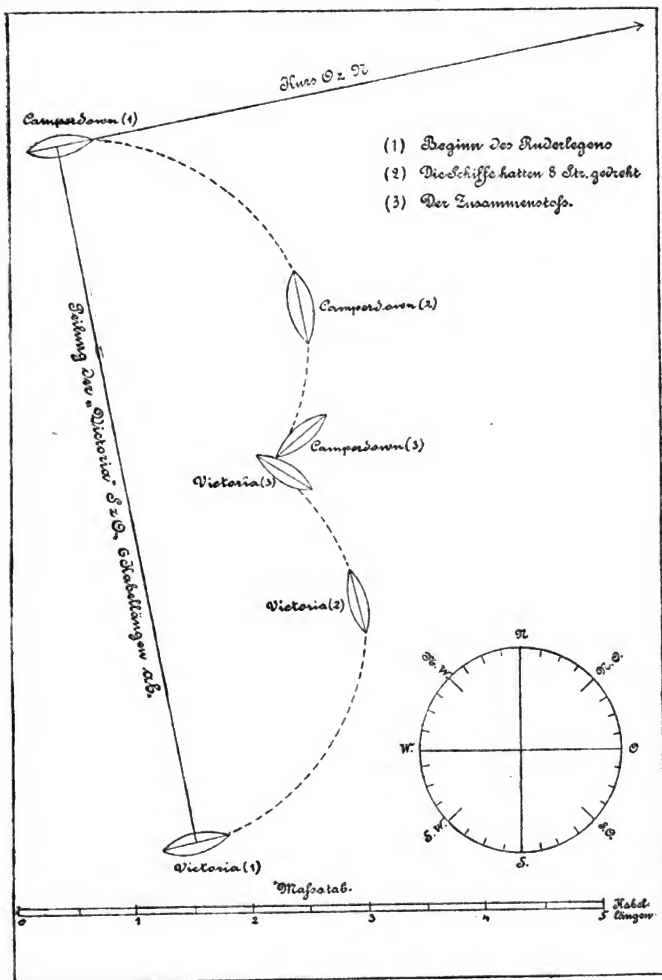 Kurs O z N
Camperdown (1)
(1) Beginn des Ruderlegens
(2) Die Schiffe hatten 8 Str. gedreht
(3) Der Zusammenstoß.
Camperdown (2)
Peilung der "Victoria" S z O, 6 Kabellängen ab.
Camperdown (3)
Victoria (3)
Victoria (2)
N
N.W.
N.O.
W.
O
S.W.
S.O.
S.
Victoria (1)
Maßstab.
0 1 2 3 4 5 Kabel-
längen.